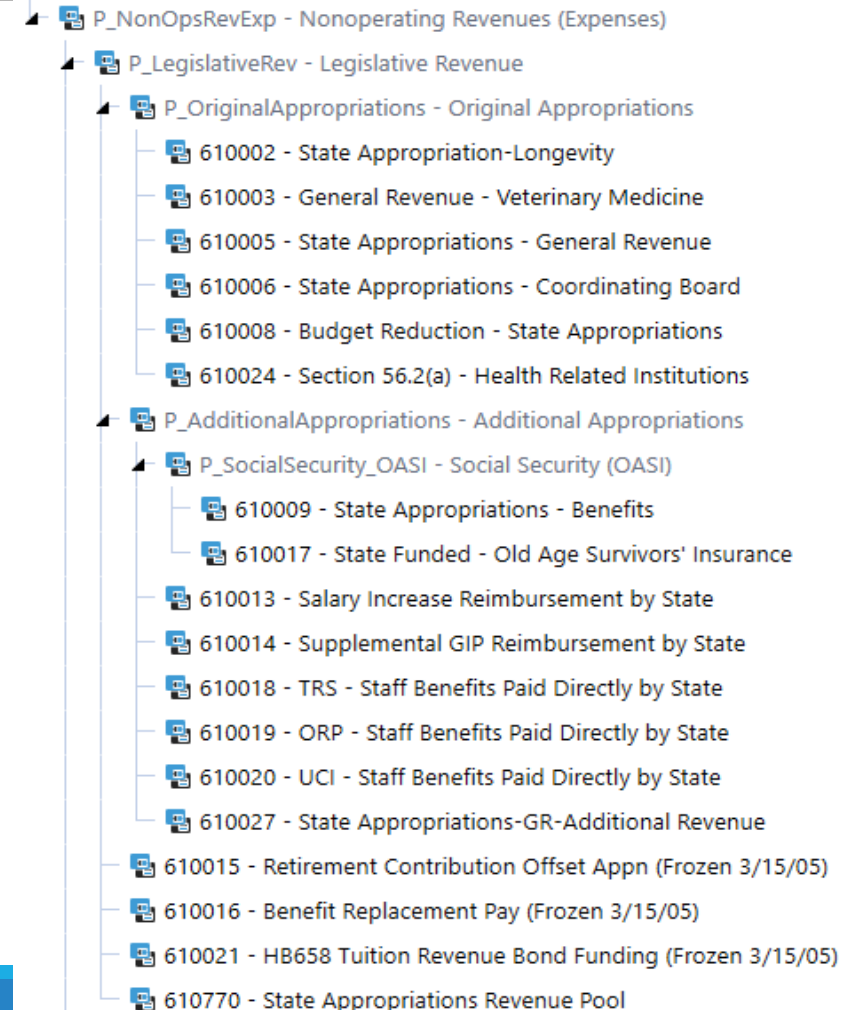 P_NonOpsRevExp - Nonoperating Revenues (Expenses)
P_LegislativeRev - Legislative Revenue
P_OriginalAppropriations - Original Appropriations
610002 - State Appropriation-Longevity
610003 - General Revenue - Veterinary Medicine
610005 - State Appropriations - General Revenue
610006 - State Appropriations - Coordinating Board
610008 - Budget Reduction - State Appropriations
610024 - Section 56.2(a) - Health Related Institutions
P_AdditionalAppropriations - Additional Appropriations
P_SocialSecurity_OASI - Social Security (OASI)
610009 - State Appropriations - Benefits
610017 - State Funded - Old Age Survivors' Insurance
610013 - Salary Increase Reimbursement by State
610014 - Supplemental GIP Reimbursement by State
610018 - TRS - Staff Benefits Paid Directly by State
610019 - ORP - Staff Benefits Paid Directly by State
610020 - UCI - Staff Benefits Paid Directly by State
610027 - State Appropriations-GR-Additional Revenue
610015 - Retirement Contribution Offset Appn (Frozen 3/15/05)
610016 - Benefit Replacement Pay (Frozen 3/15/05)
610021 - HB658 Tuition Revenue Bond Funding (Frozen 3/15/05)
610770 - State Appropriations Revenue Pool